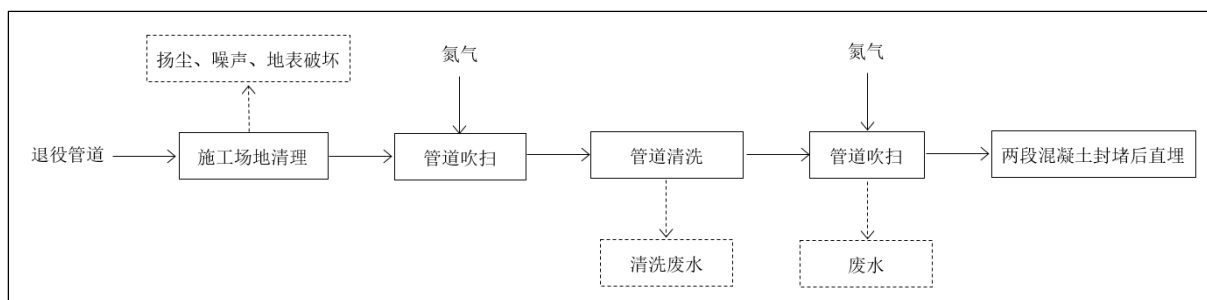 扬尘、噪声、地表破坏
氮气
氮气
退役管道
施工场地清理
管道吹扫
管道清洗
管道吹扫
两段混凝土封堵后直埋
清洗废水
废水